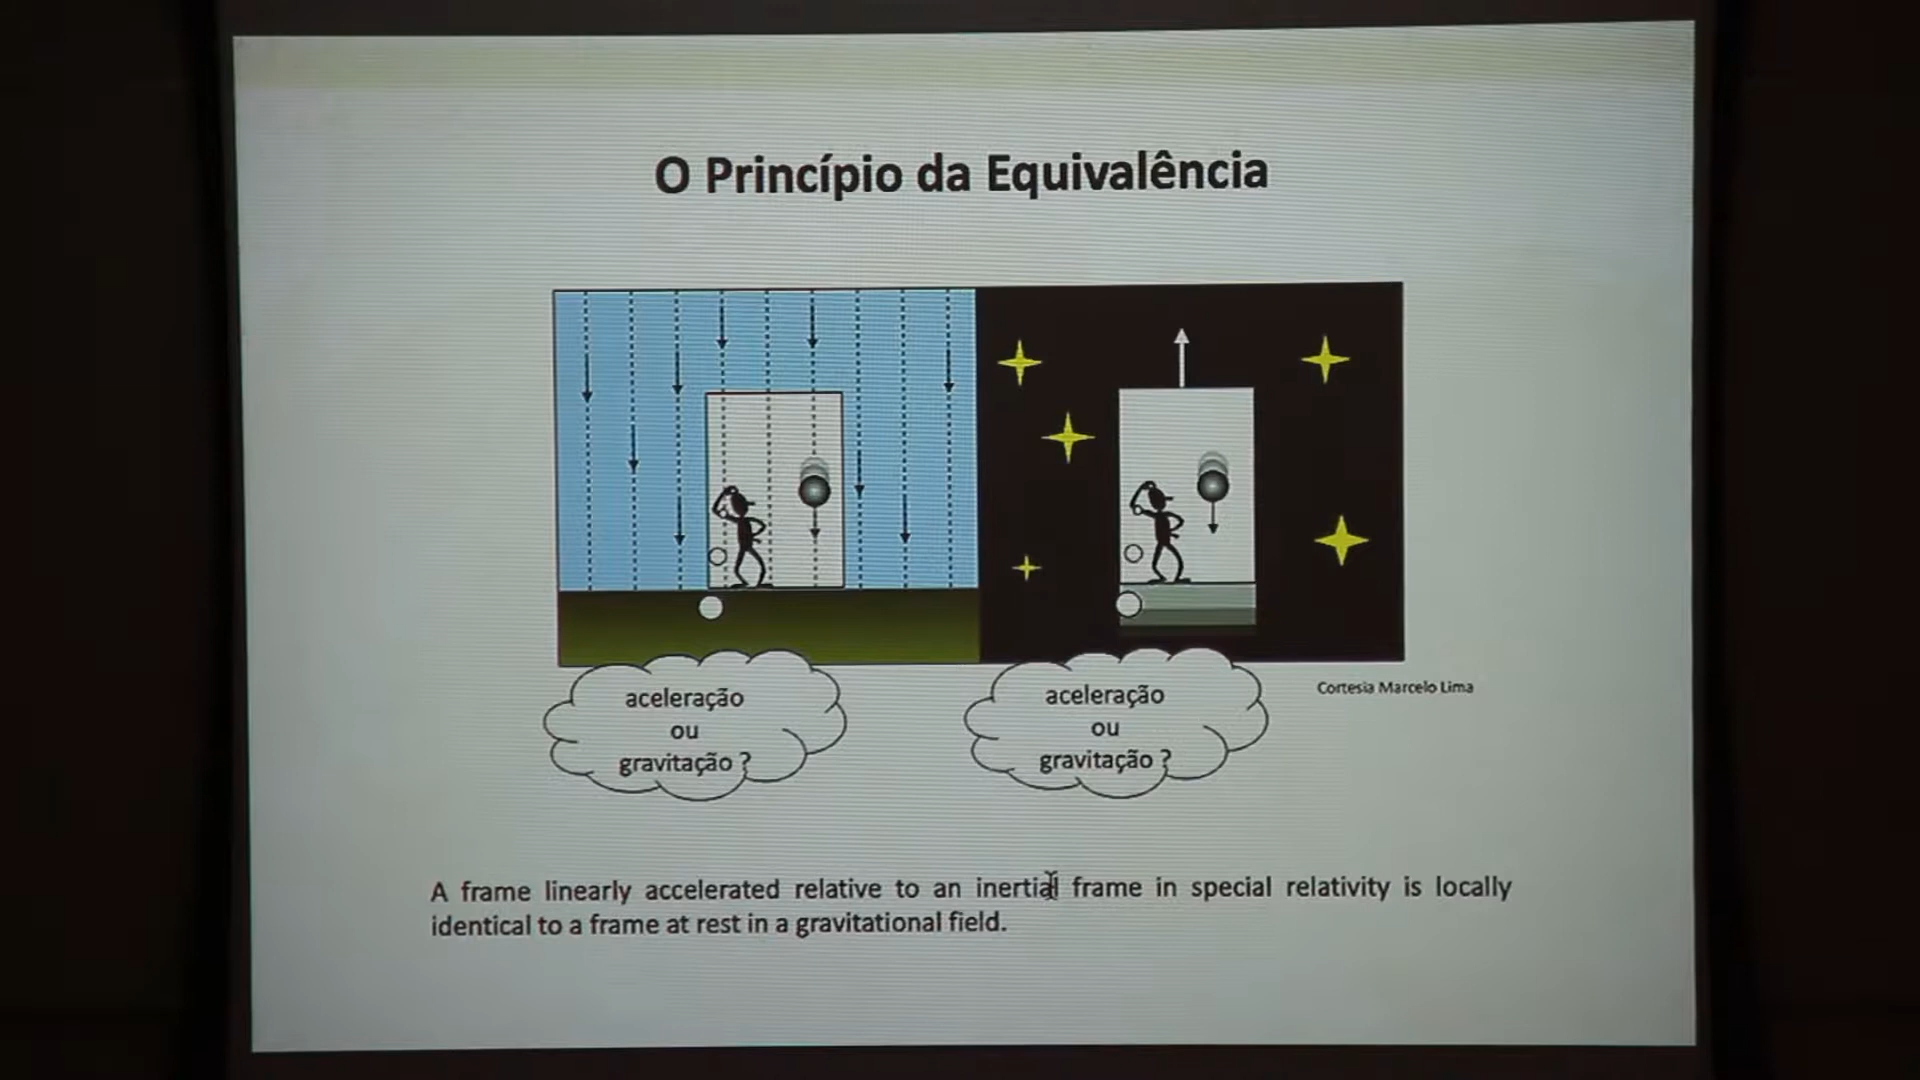 O Princípio da Equivalência
aceleração
ou
gravitação ?
aceleração
ou
gravitação ?
Cortesia Marcelo Lima
A frame linearly accelerated relative to an inertial frame in special relativity is locally
identical to a frame at rest in a gravitational field.